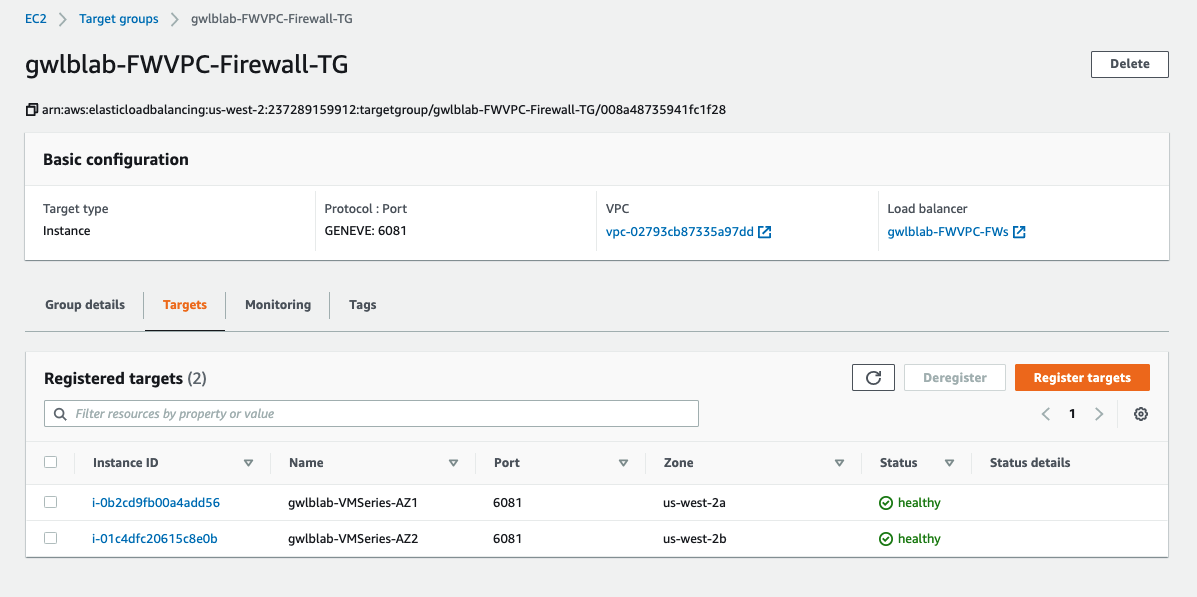 EC2 > Target groups > gwlblab-FWVPC-Firewall-TG
gwlblab-FWVPC-Firewall-TG
Delete
arn:aws:elasticloadbalancing:us-west-2:237289159912:targetgroup/gwlblab-FWVPC-Firewall-TG/008a48735941fc1f28
Basic configuration
Target type Protocol : Port VPC Load balancer
Instance GENEVE: 6081 vpc-02793cb87335a97dd gwlblab-FWVPC-FWs
Group details Targets Monitoring Tags
Registered targets (2) Deregister Register targets
Filter resources by property or value 1
Instance ID Name Port Zone Status Status details
i-0b2cd9fb00a4add56 gwlblab-VMSeries-AZ1 6081 us-west-2a healthy
i-01c4dfc20615c8e0b gwlblab-VMSeries-AZ2 6081 us-west-2b healthy